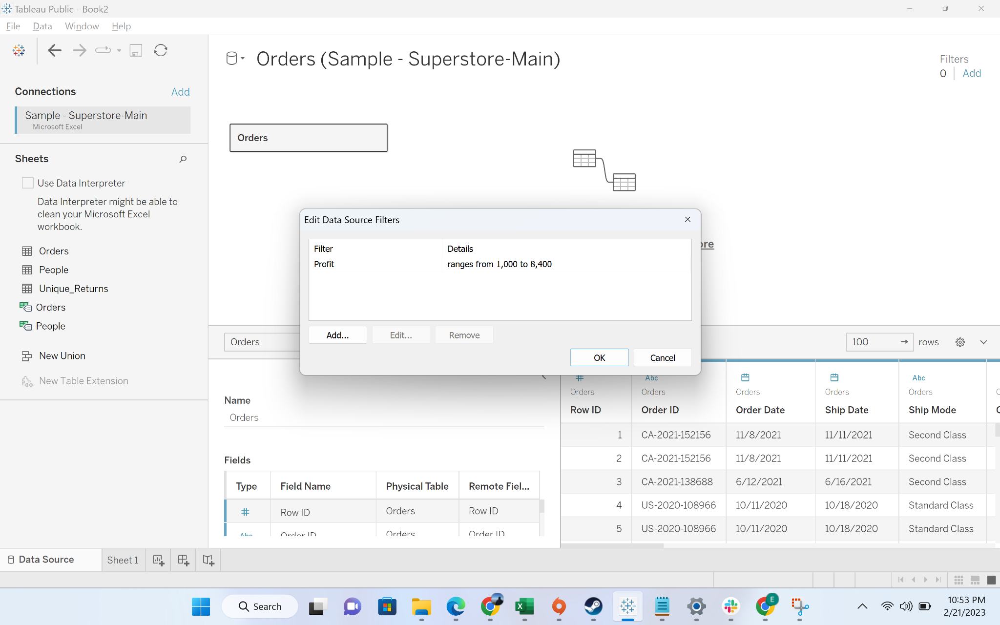 Tableau Public - Book2
File Data Window Help
Connections Add
Sample - Superstore-Main
Microsoft Excel
Sheets
Use Data Interpreter
Data Interpreter might be able to
clean your Microsoft Excel
workbook.
Orders
People
Unique_Returns
Orders
People
New Union
New Table Extension
Orders (Sample - Superstore-Main)
Filters
0 Add
Orders
Edit Data Source Filters
Filter Details
Profit ranges from 1,000 to 8,400
Add... Edit... Remove
OK Cancel
Orders
100 rows
Name
Orders
Fields
Type Field Name Physical Table Remote Fiel...
Row ID Orders Row ID
Abc Order ID Orders Order ID
Abc Abc
Orders Orders Orders Orders Orders
Row ID Order ID Order Date Ship Date Ship Mode
1 CA-2021-152156 11/8/2021 11/11/2021 Second Class
2 CA-2021-152156 11/8/2021 11/11/2021 Second Class
3 CA-2021-138688 6/12/2021 6/16/2021 Second Class
4 US-2020-108966 10/11/2020 10/18/2020 Standard Class
5 US-2020-108966 10/11/2020 10/18/2020 Standard Class
Data Source Sheet 1
Search
E
10:53 PM
2/21/2023